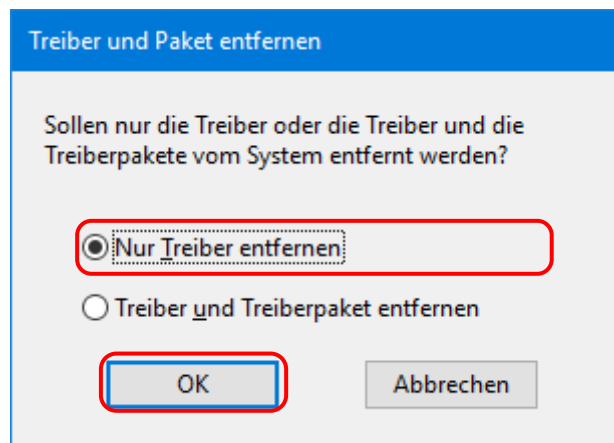 Treiber und Paket entfernen
Sollen nur die Treiber oder die Treiber und die
Treiberpakete vom System entfernt werden?
Nur Treiber entfernen
Treiber und Treiberpaket entfernen
OK Abbrechen